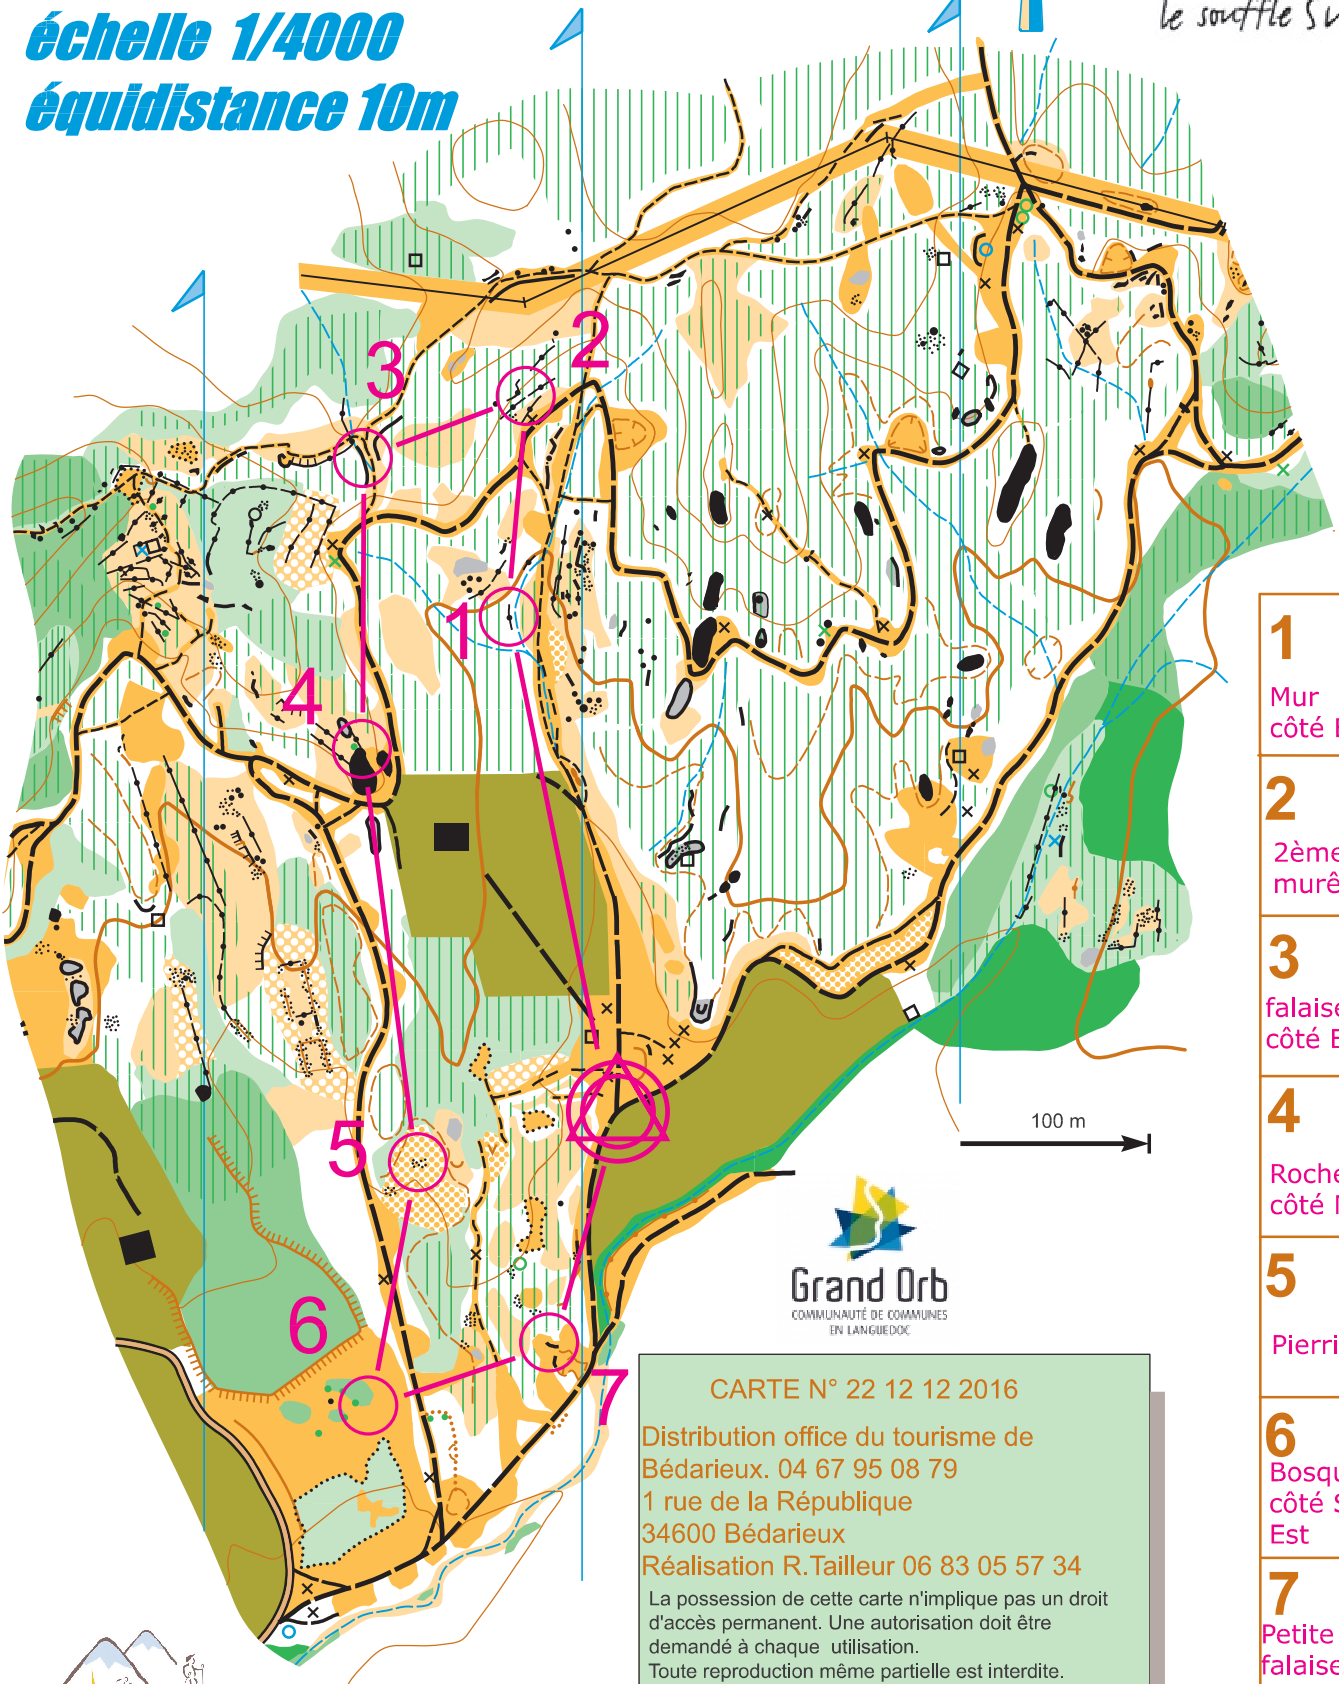 échelle 1/4000
équidistance 10m
le souffle
3
2
1
4
5
6
7
100 m
Grand Orb
COMMUNAUTÉ DE COMMUNES
EN LANGUEDOC
CARTE N° 22 12 12 2016
Distribution office du tourisme de
Bédarieux. 04 67 95 08 79
1 rue de la République
34600 Bédarieux
Réalisation R.Tailleur 06 83 05 57 34
La possession de cette carte n'implique pas un droit
d'accès permanent. Une autorisation doit être
demandé à chaque utilisation.
Toute reproduction même partielle est interdite.
1
Mur
côté
2
2ème
3
falaise
côté E
4
côté
5
Pierri
6
Bosqu
côté S
Est
7
Petite
falaise